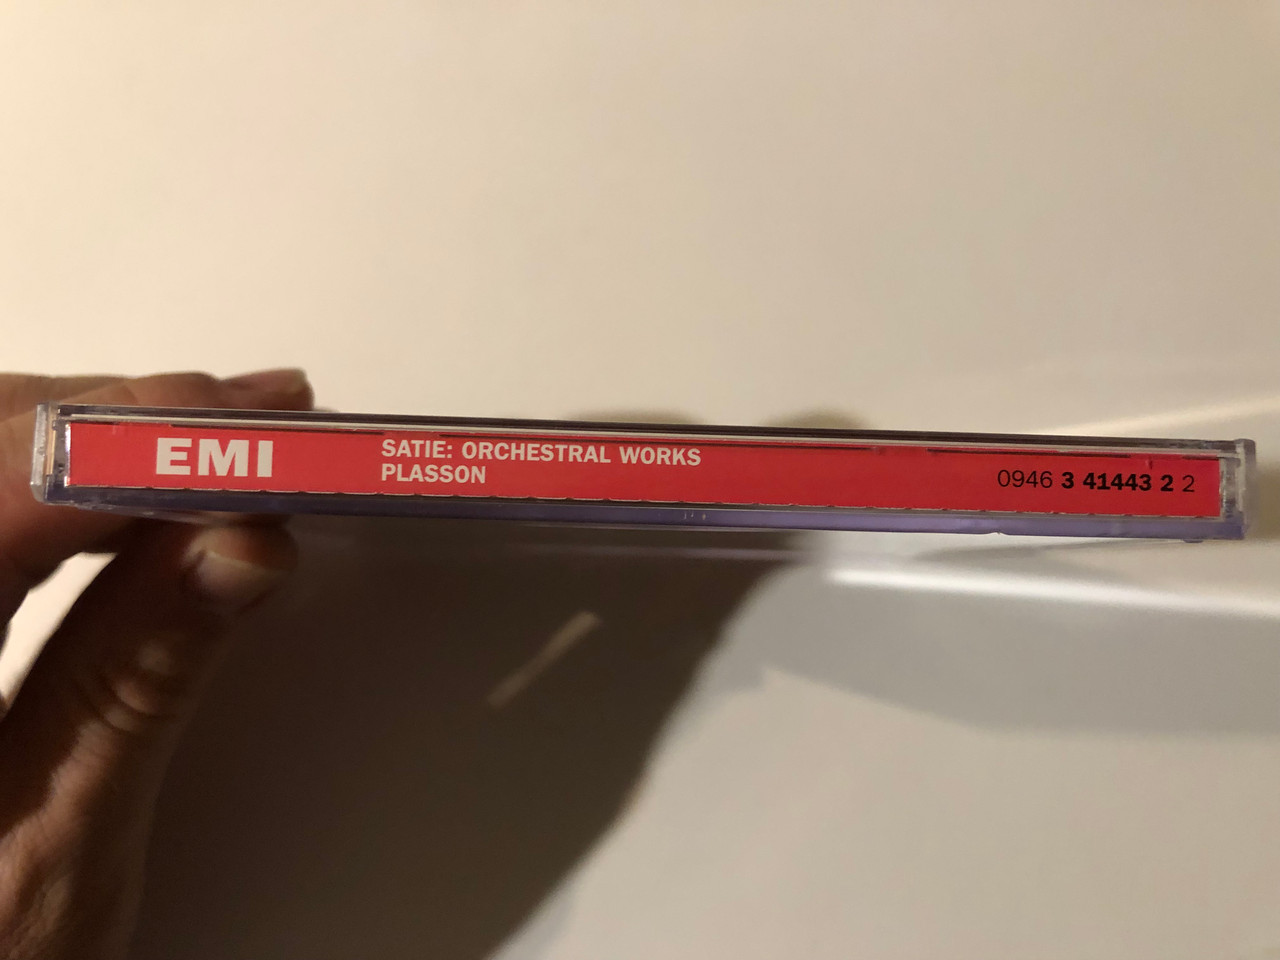 EMI
SATIE: ORCHESTRAL WORKS
PLASSON
0946 3 41443 2 2